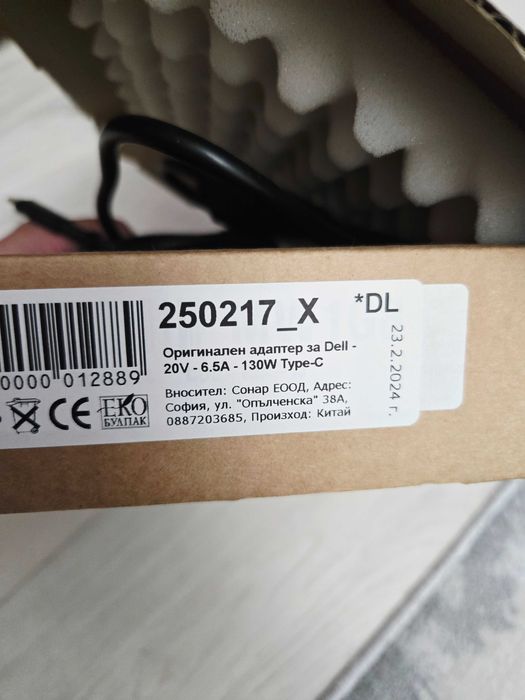 250217_X *DL
Оригинален адаптер за Dell -
20V - 6.5A - 130W Type-C
0000 012889
Вносител: Сонар ЕООД, Адрес:
София, ул. "Опълченска" 38А,
0887203685, Произход: Китай
23.2.2024 г.
CE
ЕКО
БУЛПАК